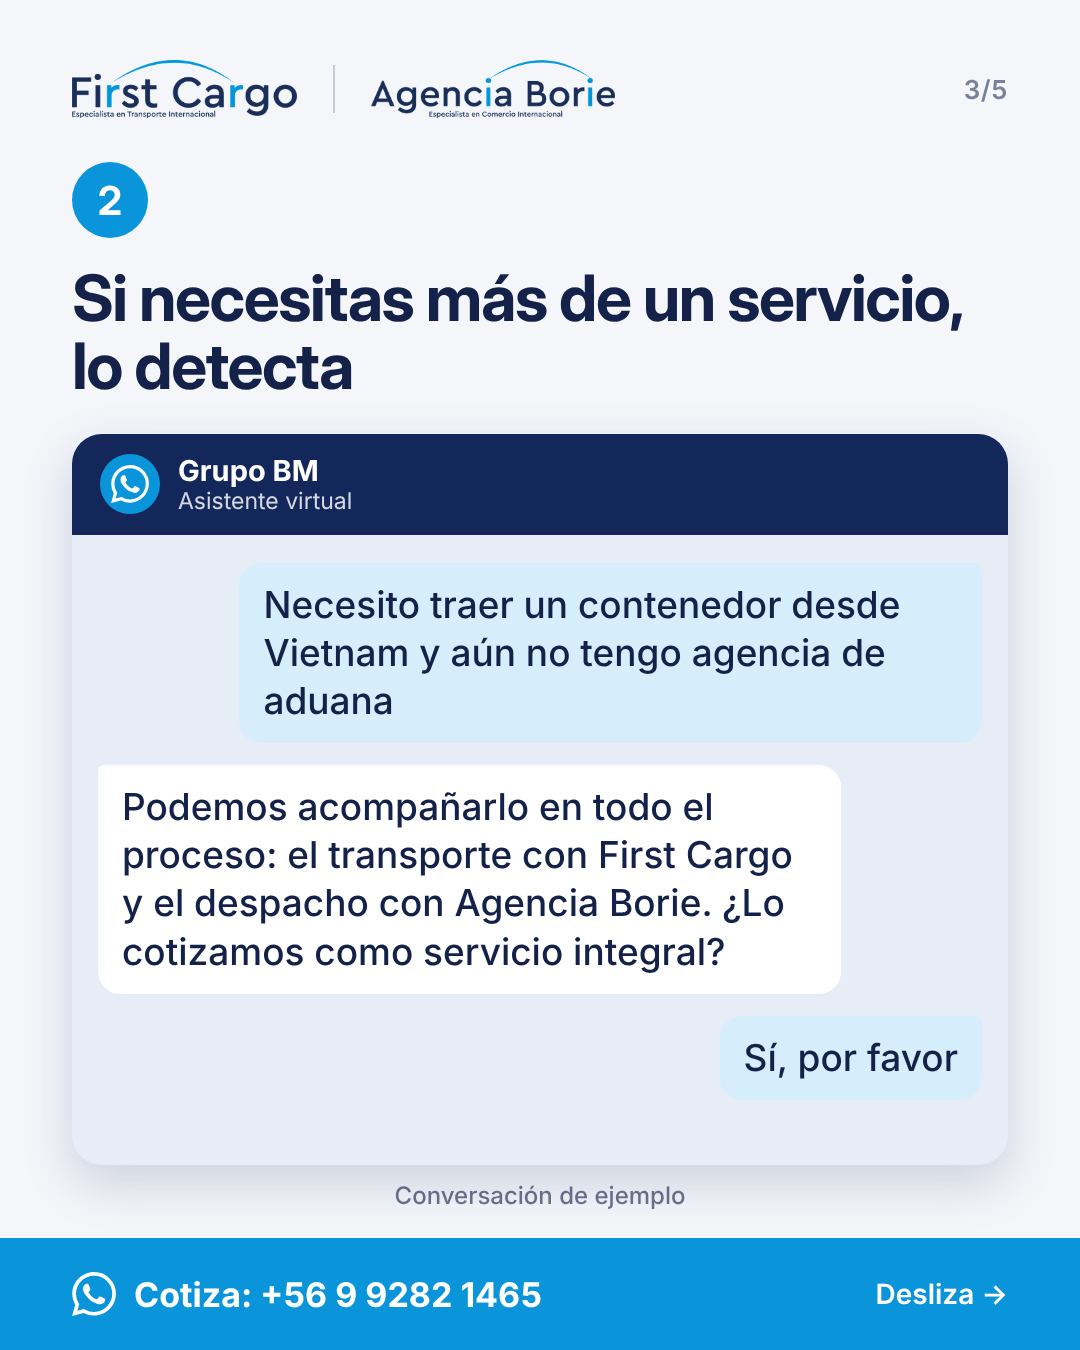 First Cargo
Especialista en Transporte Internacional
Agencia Borie
Especialista en Comercio Internacional
3/5
2
Si necesitas más de un servicio,
lo detecta
Grupo BM
Asistente virtual
Necesito traer un contenedor desde
Vietnam y aún no tengo agencia de
aduana
Podemos acompañarlo en todo el
proceso: el transporte con First Cargo
y el despacho con Agencia Borie. ¿Lo
cotizamos como servicio integral?
Sí, por favor
Conversación de ejemplo
Cotiza: +56 9 9282 1465
Desliza →